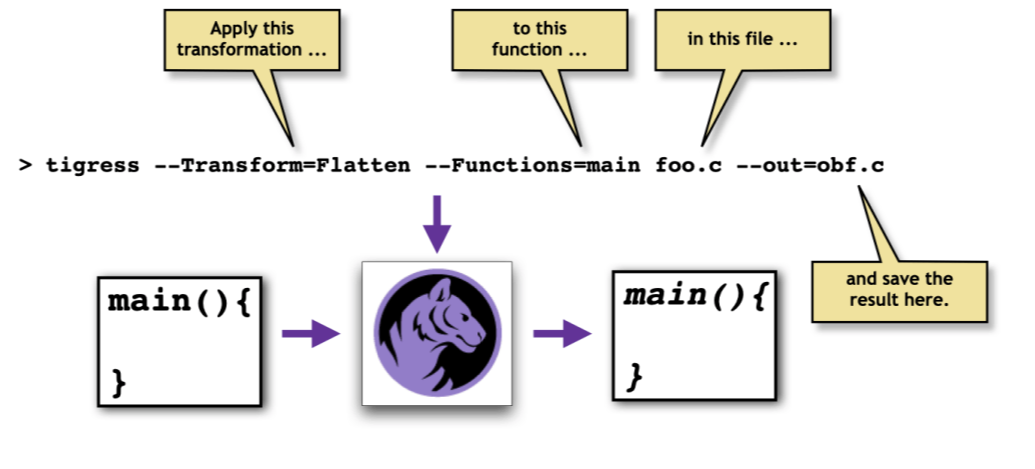 Apply this
transformation ...
to this
function ...
in this file ...
> tigress --Transform=Flatten --Functions=main foo.c --out=obf.c
and save the
result here.
main(){
}
main(){
}